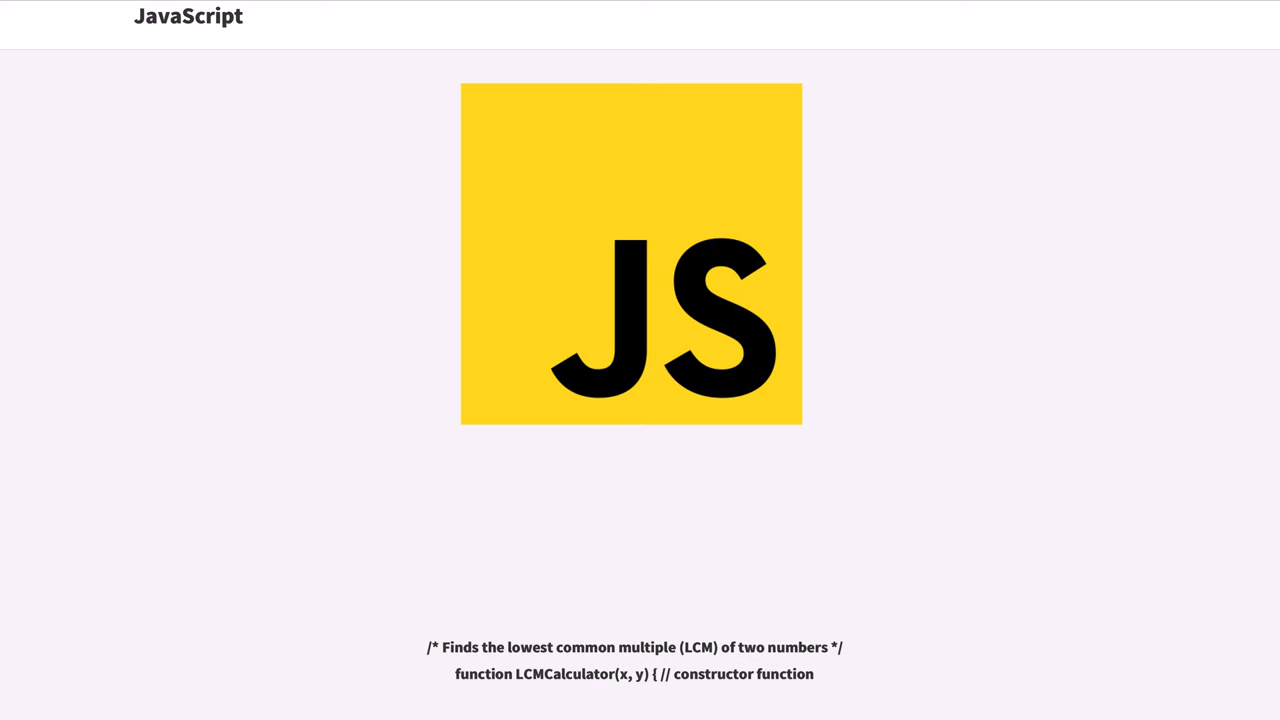 JavaScript
JS
/* Finds the lowest common multiple (LCM) of two numbers */
function LCMCalculator(x, y) { // constructor function